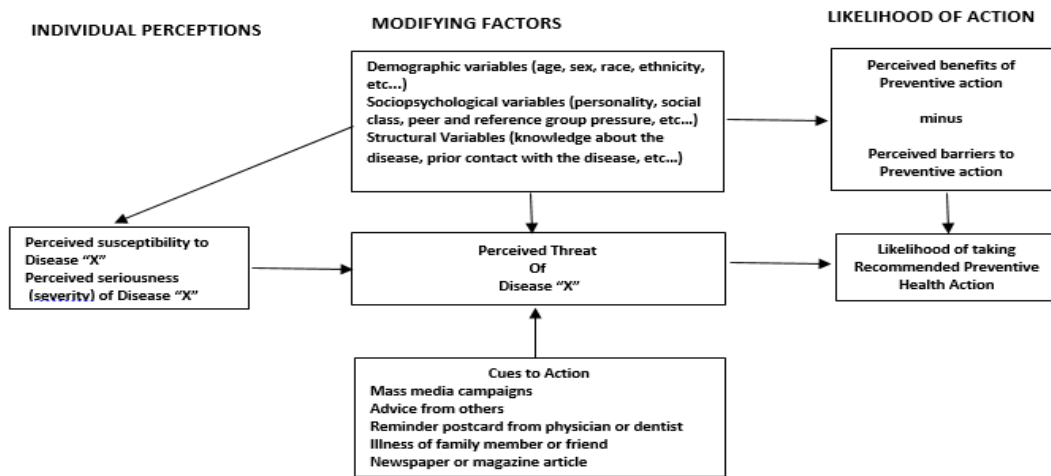 INDIVIDUAL PERCEPTIONS
MODIFYING FACTORS
LIKELIHOOD OF ACTION
Demographic variables (age, sex, race, ethnicity,
etc...)
Sociopsychological variables (personality, social
class, peer and reference group pressure, etc...)
Structural Variables (knowledge about the
disease, prior contact with the disease, etc...)
Perceived benefits of
Preventive action
minus
Perceived barriers to
Preventive action
Perceived susceptibility to
Disease “X”
Perceived seriousness
(severity) of Disease “X”
Perceived Threat
Of
Disease “X”
Likelihood of taking
Recommended Preventive
Health Action
Cues to Action
Mass media campaigns
Advice from others
Reminder postcard from physician or dentist
Illness of family member or friend
Newspaper or magazine article